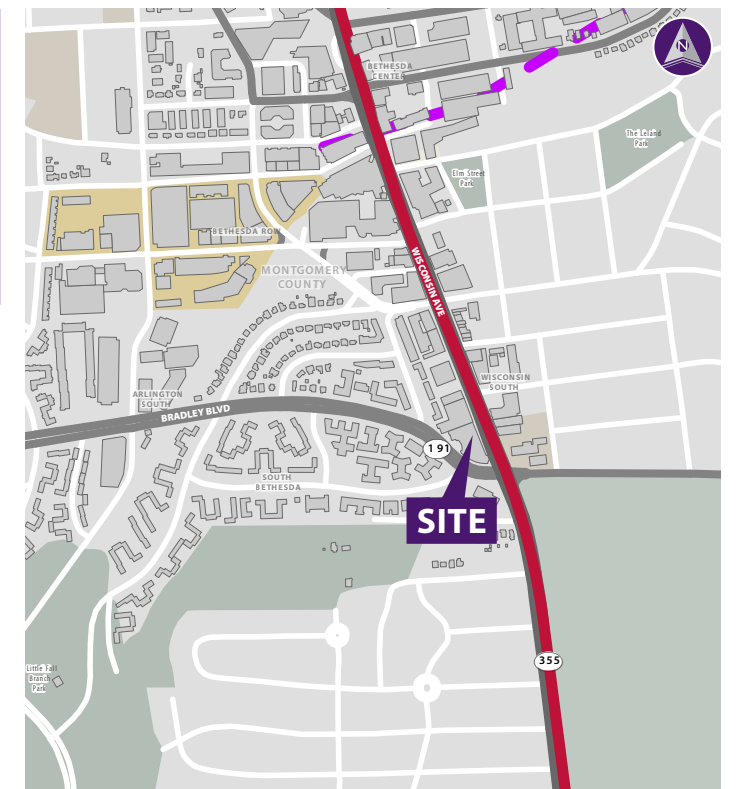 N
BETHESDA
CENTER
The Leland
Park
Elm Street
Park
BETHESDA ROW
MONTGOMERY
COUNTY
WISCONSIN AVE
WISCONSIN
SOUTH
ARLINGTON
SOUTH
BRADLEY BLVD
191
SOUTH
BETHESDA
SITE
355
Little Fall
Branch
Park